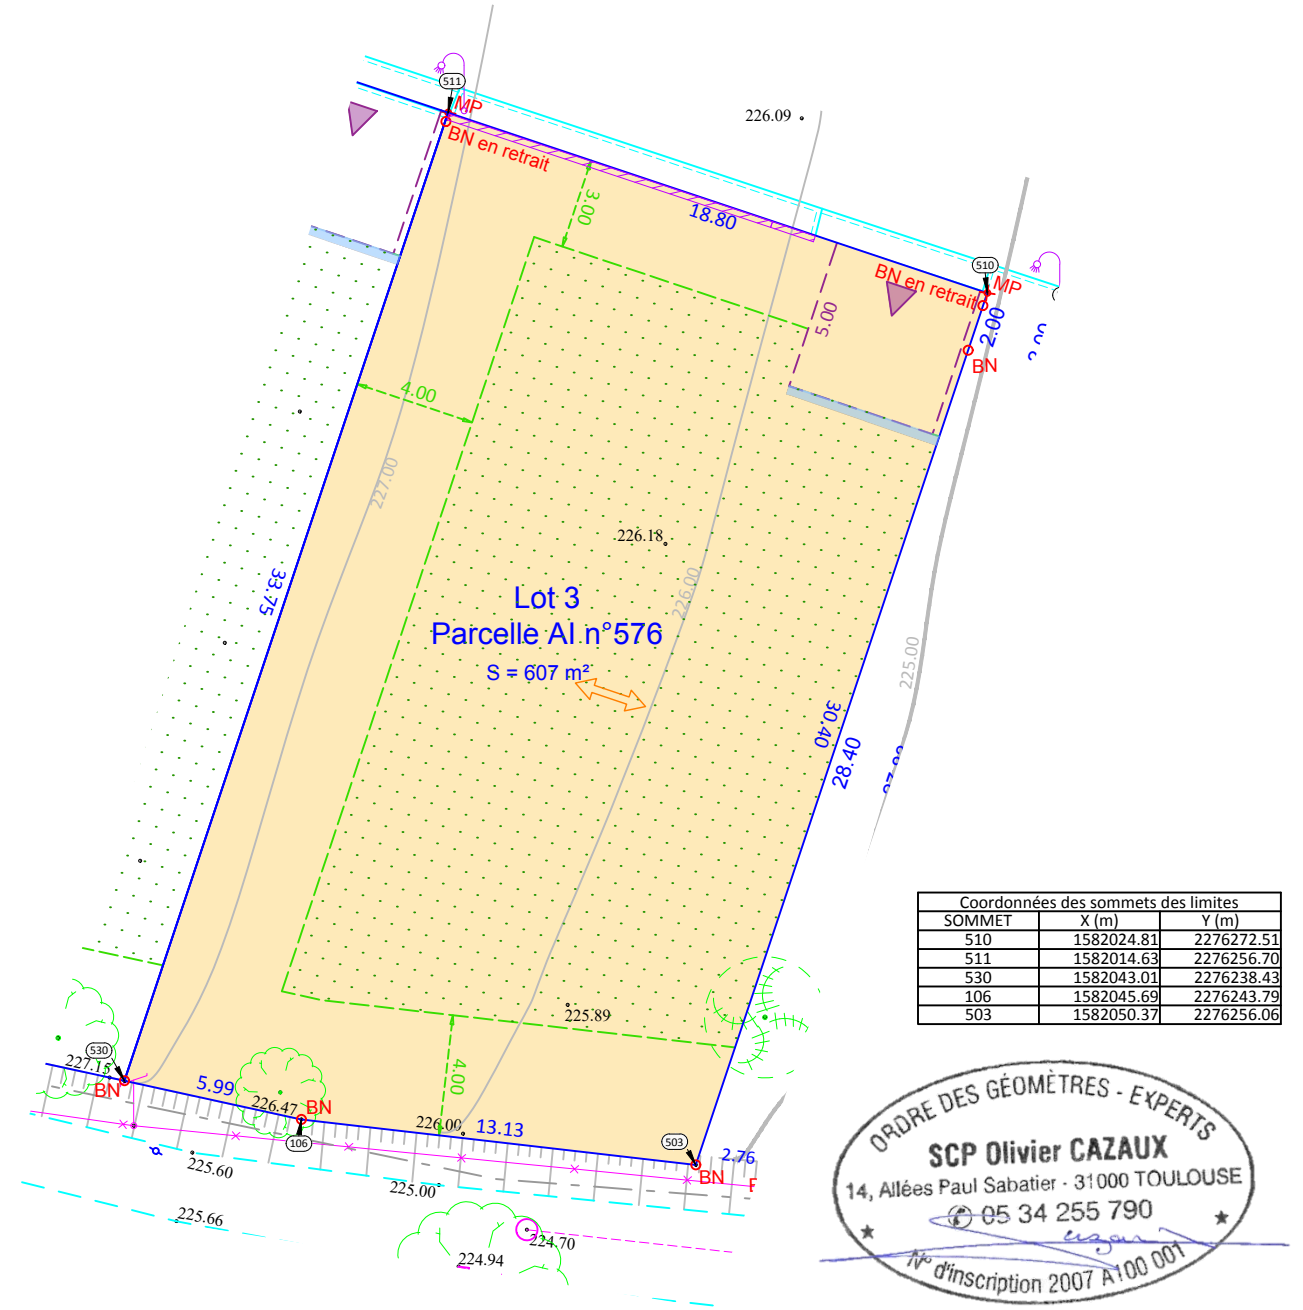 511
MP
BN en retrait
226.09
3.00
18.80
510
BN en retrait
MP
2.00
5.00
BN
4.00
227.00
226.18
226.00
33.75
Lot 3
Parcelle AI n°576
S = 607 m²
225.00
30.40
28.40
Coordonnées des sommets des limites
SOMMET X (m) Y (m)
510 1582024.81 2276272.51
511 1582014.63 2276256.70
530 1582043.01 2276238.43
106 1582045.69 2276243.79
503 1582050.37 2276256.06
225.89
530
227.15
BN
5.99
226.47
BN
4.00
226.00
13.13
106
503
2.76
BN
225.60
225.00
225.66
224.70
224.94
ORDRE DES GÉOMÈTRES - EXPERTS
SCP Olivier CAZAUX
14, Allées Paul Sabatier - 31000 TOULOUSE
05 34 255 790
N° d'inscription 2007 A100 001